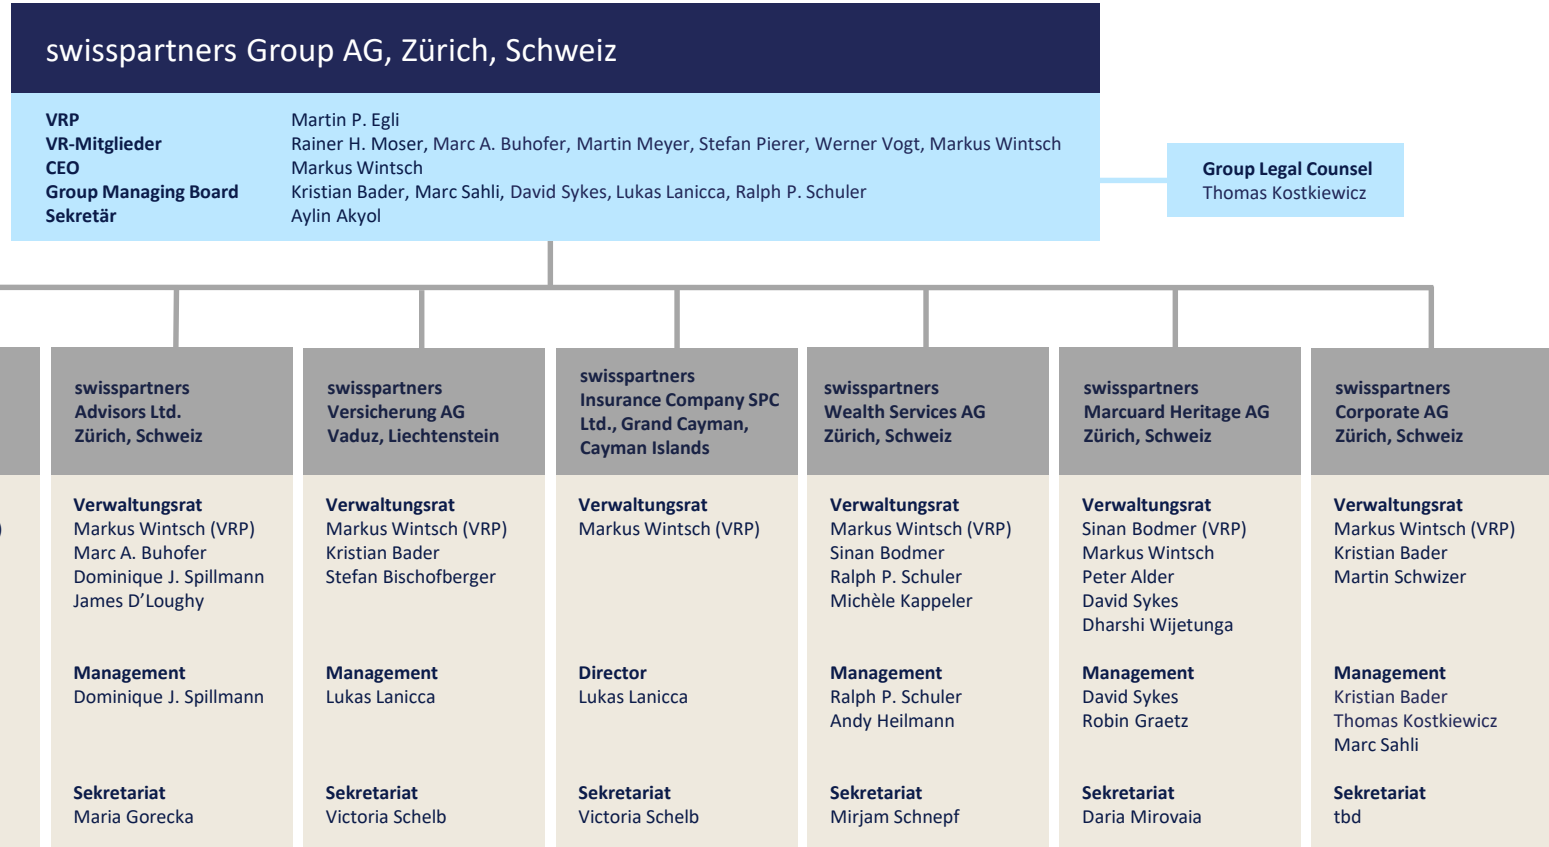 swisspartners Group AG, Zürich, Schweiz
VRP Martin P. Egli
VR-Mitglieder Rainer H. Moser, Marc A. Buhofer, Martin Meyer, Stefan Pierer, Werner Vogt, Markus Wintsch
CEO Markus Wintsch
Group Managing Board Kristian Bader, Marc Sahli, David Sykes, Lukas Lanicca, Ralph P. Schuler
Sekretär Aylin Akyol
Group Legal Counsel
Thomas Kostkiewicz
)
swisspartners
Advisors Ltd.
Zürich, Schweiz
Verwaltungsrat
Markus Wintsch (VRP)
Marc A. Buhofer
Dominique J. Spillmann
James D’Loughy
Management
Dominique J. Spillmann
Sekretariat
Maria Gorecka
swisspartners
Versicherung AG
Vaduz, Liechtenstein
Verwaltungsrat
Markus Wintsch (VRP)
Kristian Bader
Stefan Bischofberger
Management
Lukas Lanicca
Sekretariat
Victoria Schelb
swisspartners
Insurance Company SPC
Ltd., Grand Cayman,
Cayman Islands
Verwaltungsrat
Markus Wintsch (VRP)
Director
Lukas Lanicca
Sekretariat
Victoria Schelb
swisspartners
Wealth Services AG
Zürich, Schweiz
Verwaltungsrat
Markus Wintsch (VRP)
Sinan Bodmer
Ralph P. Schuler
Michèle Kappeler
Management
Ralph P. Schuler
Andy Heilmann
Sekretariat
Mirjam Schnepf
swisspartners
Marcuard Heritage AG
Zürich, Schweiz
Verwaltungsrat
Sinan Bodmer (VRP)
Markus Wintsch
Peter Alder
David Sykes
Dharshi Wijetunga
Management
David Sykes
Robin Graetz
Sekretariat
Daria Mirovaia
swisspartners
Corporate AG
Zürich, Schweiz
Verwaltungsrat
Markus Wintsch (VRP)
Kristian Bader
Martin Schwizer
Management
Kristian Bader
Thomas Kostkiewicz
Marc Sahli
Sekretariat
tbd